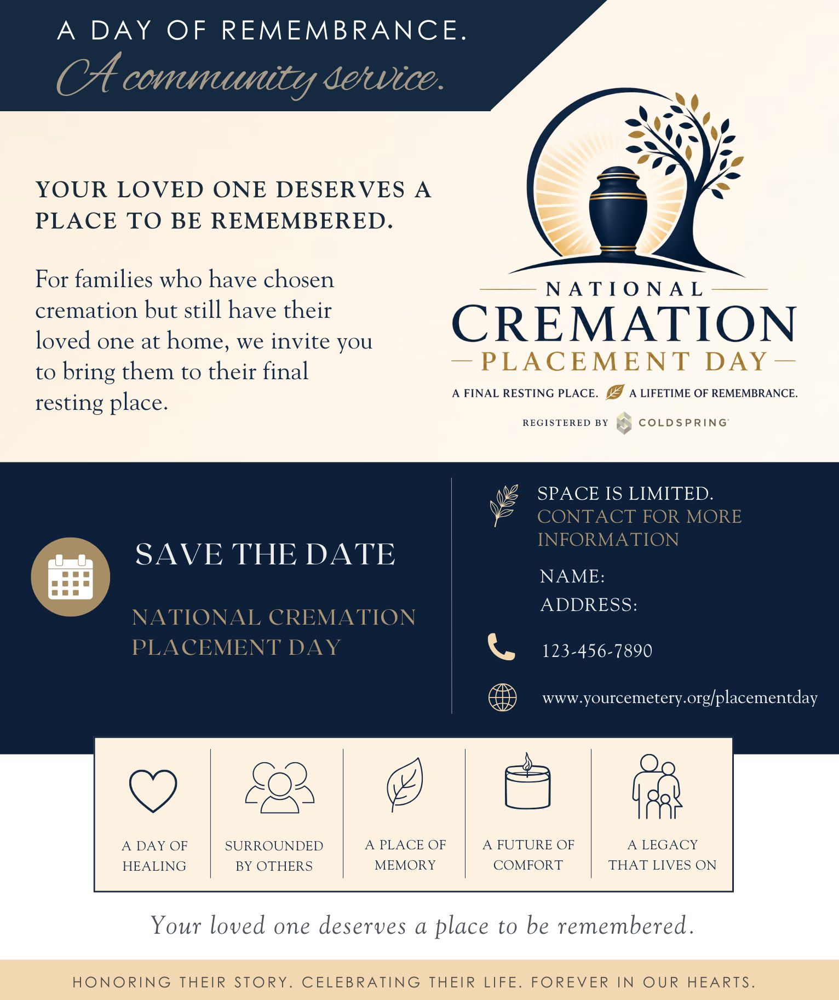 A DAY OF REMEMBRANCE.
A community service.
YOUR LOVED ONE DESERVES A
PLACE TO BE REMEMBERED.
For families who have chosen
cremation but still have their
loved one at home, we invite you
to bring them to their final
resting place.
NATIONAL
CREMATION
PLACEMENT DAY
A FINAL RESTING PLACE. A LIFETIME OF REMEMBRANCE.
REGISTERED BY COLDSPRING
SAVE THE DATE
NATIONAL CREMATION
PLACEMENT DAY
SPACE IS LIMITED.
CONTACT FOR MORE
INFORMATION
NAME:
ADDRESS:
123-456-7890
www.yourcemetery.org/placementday
A DAY OF
HEALING
SURROUNDED
BY OTHERS
A PLACE OF
MEMORY
A FUTURE OF
COMFORT
A LEGACY
THAT LIVES ON
Your loved one deserves a place to be remembered.
HONORING THEIR STORY. CELEBRATING THEIR LIFE. FOREVER IN OUR HEARTS.